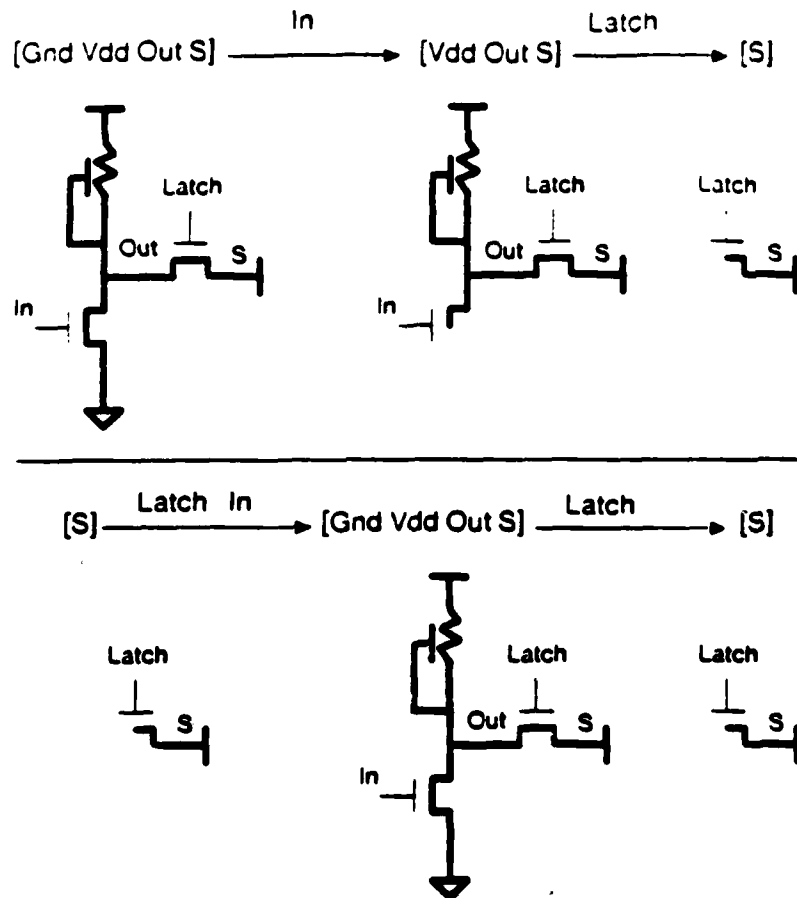 In Latch
[Gnd Vdd Out S] [Vdd Out S] [S]
Latch Latch Latch
Out S Out S S
In In
Latch In Latch
[S] [Gnd Vdd Out S] [S]
Latch Latch Latch
S Out S S
In